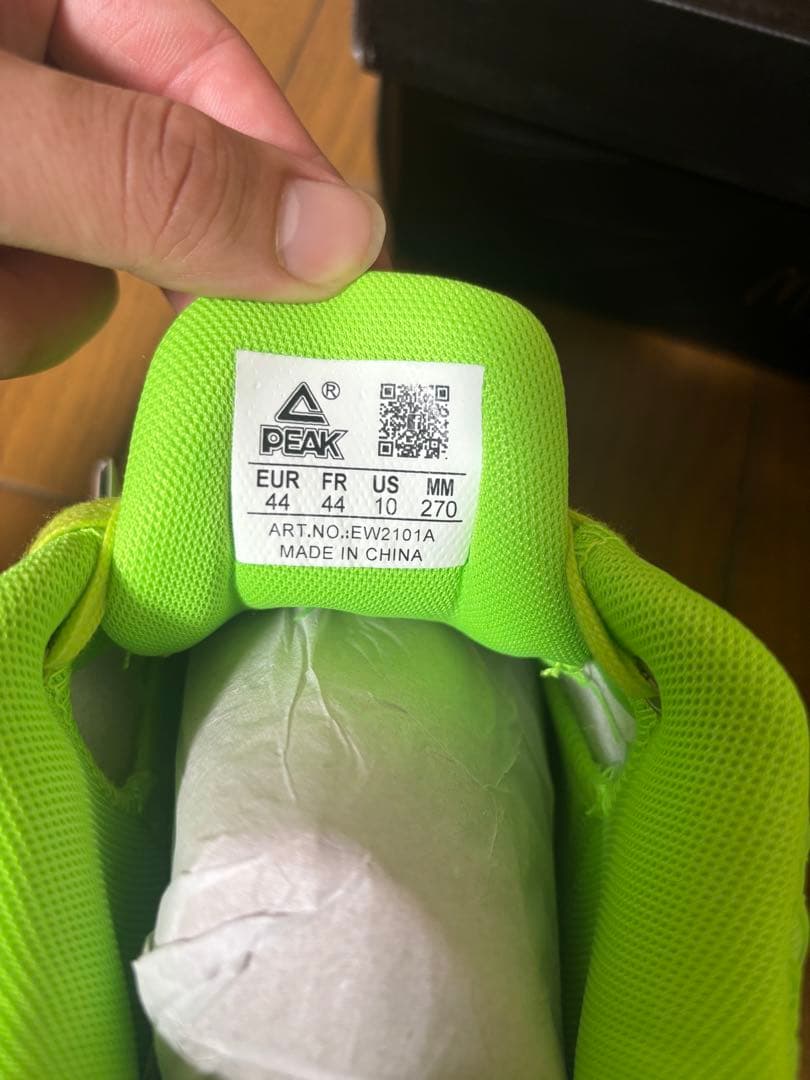 ®
PEAK
EUR FR US MM
44 44 10 270
ART.NO.:EW2101A
MADE IN CHINA